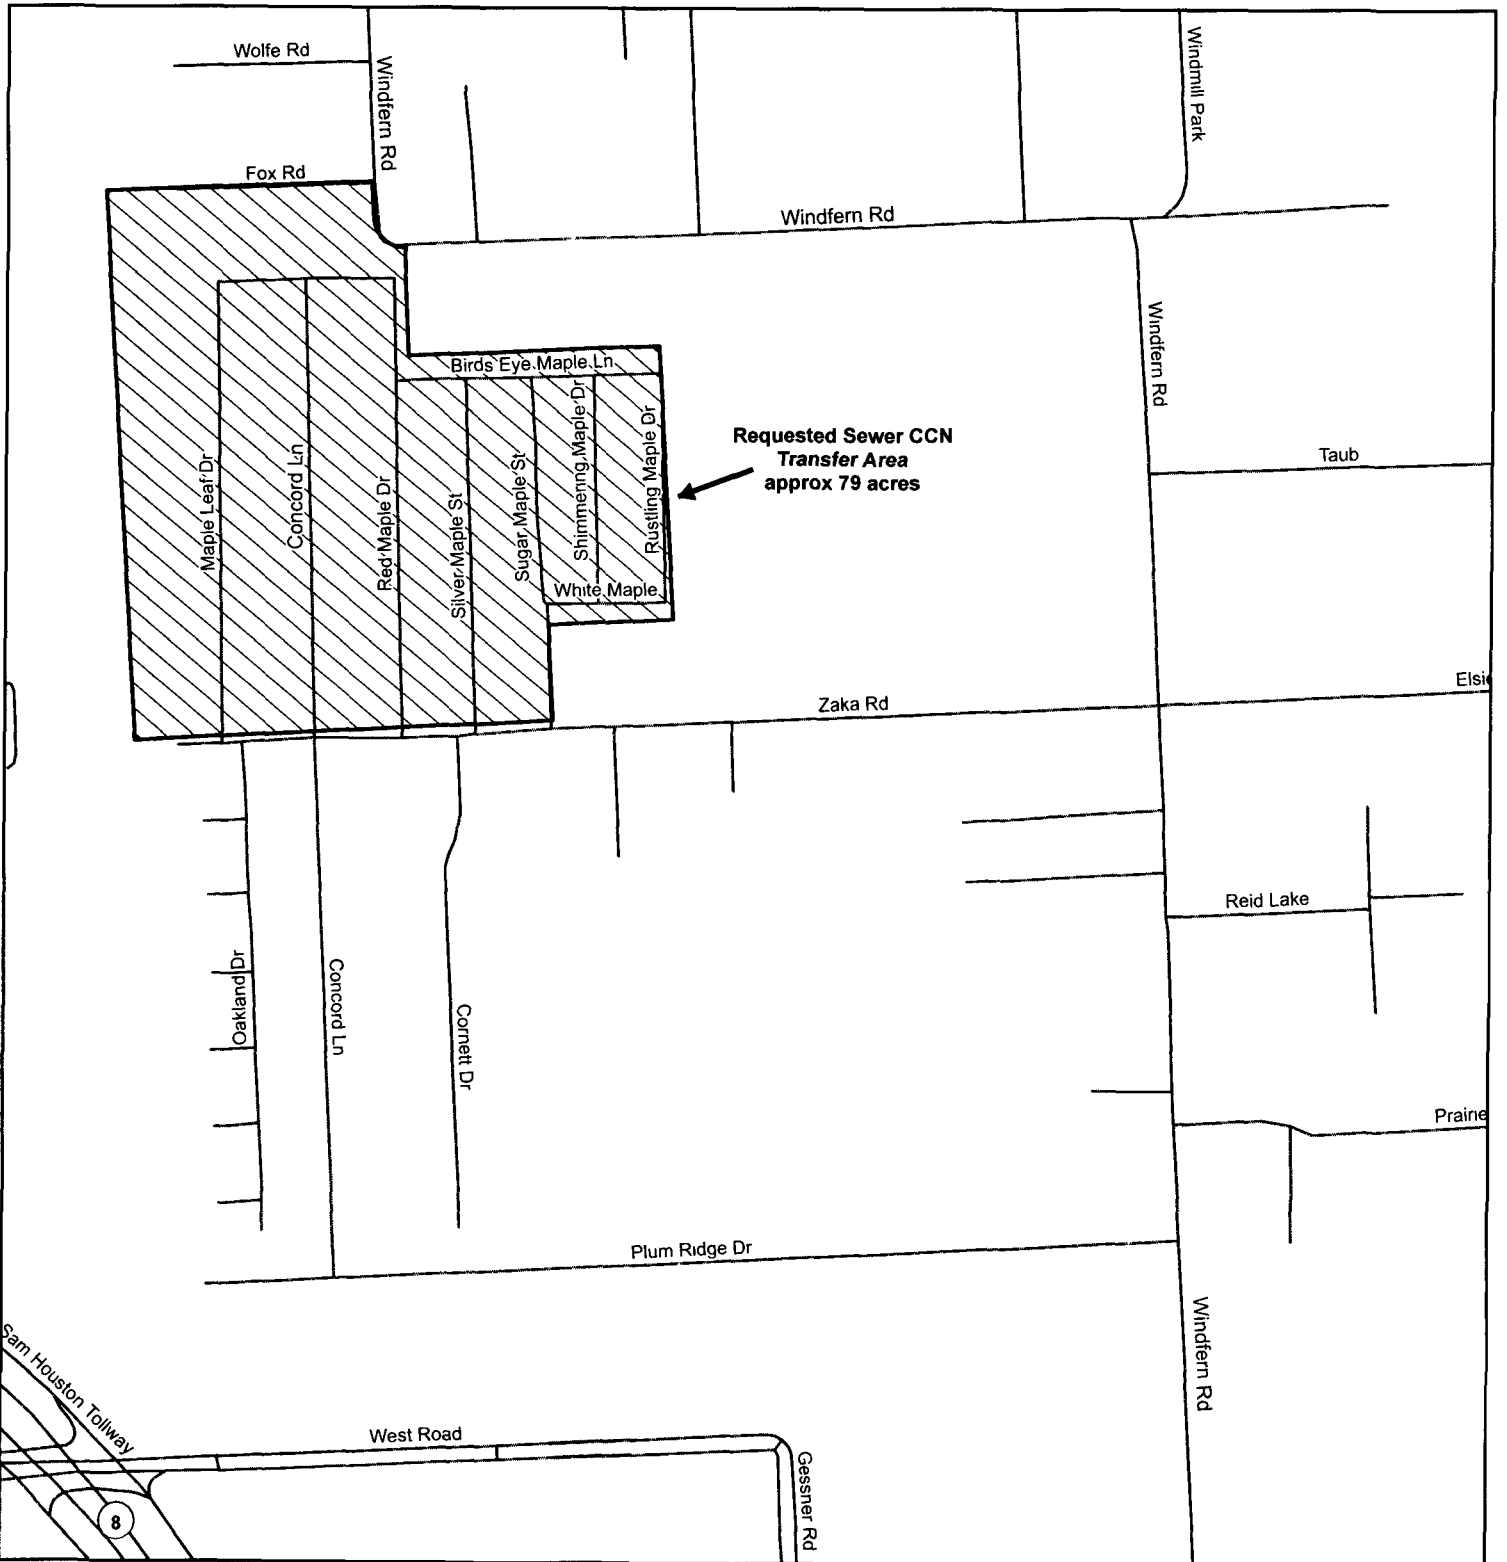 Wolfe Rd
Windfern Rd
Windmill Park
Fox Rd
Windfern Rd
Windfern Rd
Birds Eye Maple Ln
Maple Leaf Dr
Concord Ln
Red Maple Dr
Silver Maple St
Sugar Maple St
Shimmering Maple Dr
Rustling Maple Dr
White Maple
Requested Sewer CCN
Transfer Area
approx 79 acres
Taub
Zaka Rd
Elsie
Reid Lake
Oakland Dr
Concord Ln
Cornett Dr
Prairie
Plum Ridge Dr
Windfern Rd
Sam Houston Tollway
West Road
Gessner Rd
8